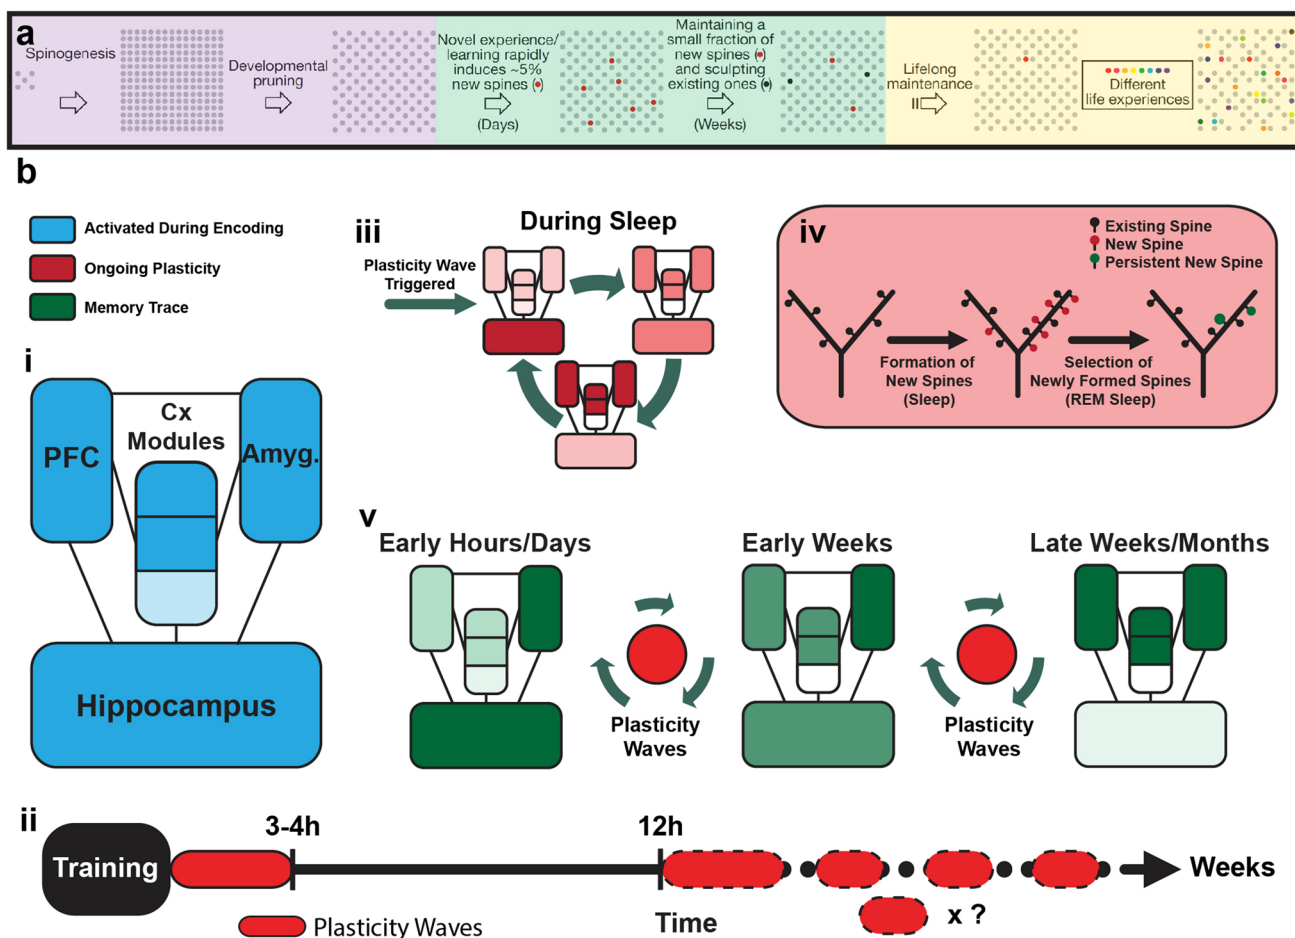 a
Spinogenesis
Developmental
pruning
Novel experience/
learning rapidly
induces ~5%
new spines (•)
(Days)
Maintaining a
small fraction of
new spines (•)
and sculpting
existing ones (•)
(Weeks)
Lifelong
maintenance
Different
life experiences
b
Activated During Encoding
Ongoing Plasticity
Memory Trace
i
PFC
Cx
Modules
Amyg.
Hippocampus
iii
During Sleep
Plasticity Wave
Triggered
iv
Existing Spine
New Spine
Persistent New Spine
Formation of
New Spines
(Sleep)
Selection of
Newly Formed Spines
(REM Sleep)
v
Early Hours/Days
Early Weeks
Late Weeks/Months
Plasticity
Waves
Plasticity
Waves
ii
Training
3-4h
12h
Weeks
Plasticity Waves
Time
x ?